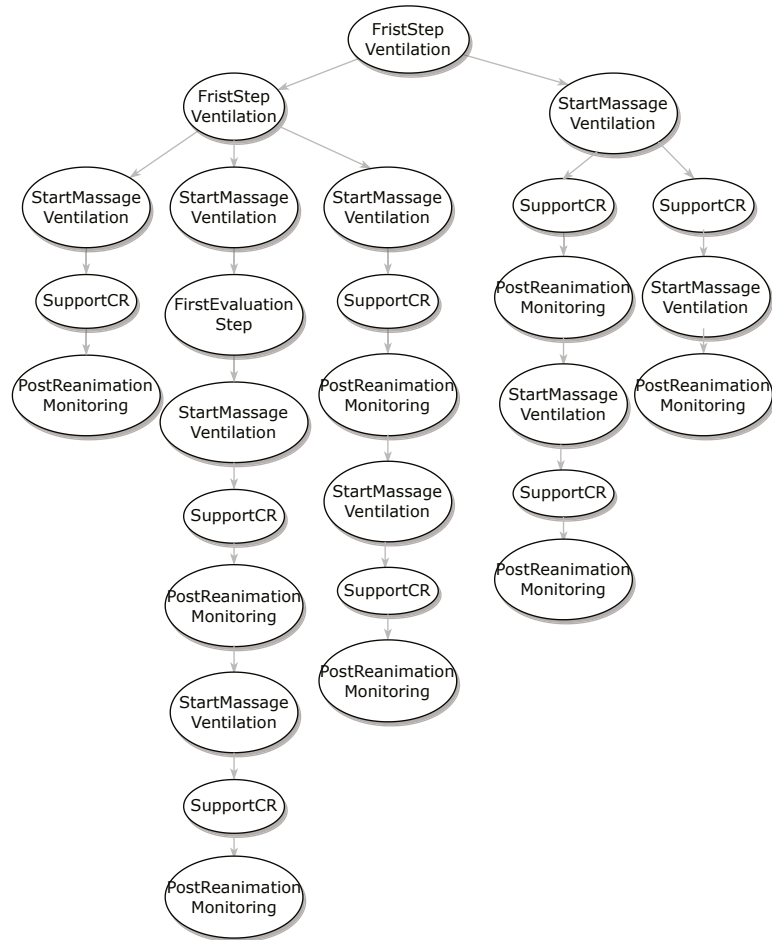 FristStep
Ventilation
FristStep
Ventilation
StartMassage
Ventilation
StartMassage
Ventilation
StartMassage
Ventilation
StartMassage
Ventilation
SupportCR
SupportCR
SupportCR
FirstEvaluation
Step
SupportCR
PostReanimation
Monitoring
StartMassage
Ventilation
PostReanimation
Monitoring
StartMassage
Ventilation
PostReanimation
Monitoring
StartMassage
Ventilation
PostReanimation
Monitoring
SupportCR
StartMassage
Ventilation
SupportCR
SupportCR
PostReanimation
Monitoring
PostReanimation
Monitoring
SupportCR
PostReanimation
Monitoring
StartMassage
Ventilation
SupportCR
PostReanimation
Monitoring